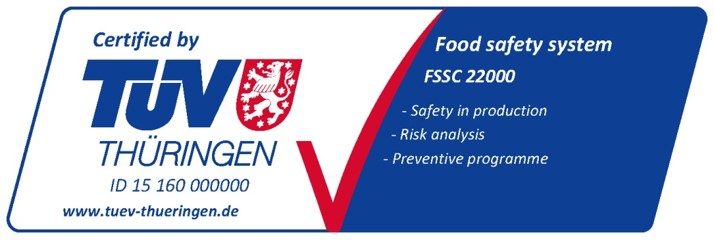 Certified by
TÜV
THÜRINGEN
ID 15 160 000000
www.tuev-thueringen.de
Food safety system
FSSC 22000
- Safety in production
- Risk analysis
- Preventive programme